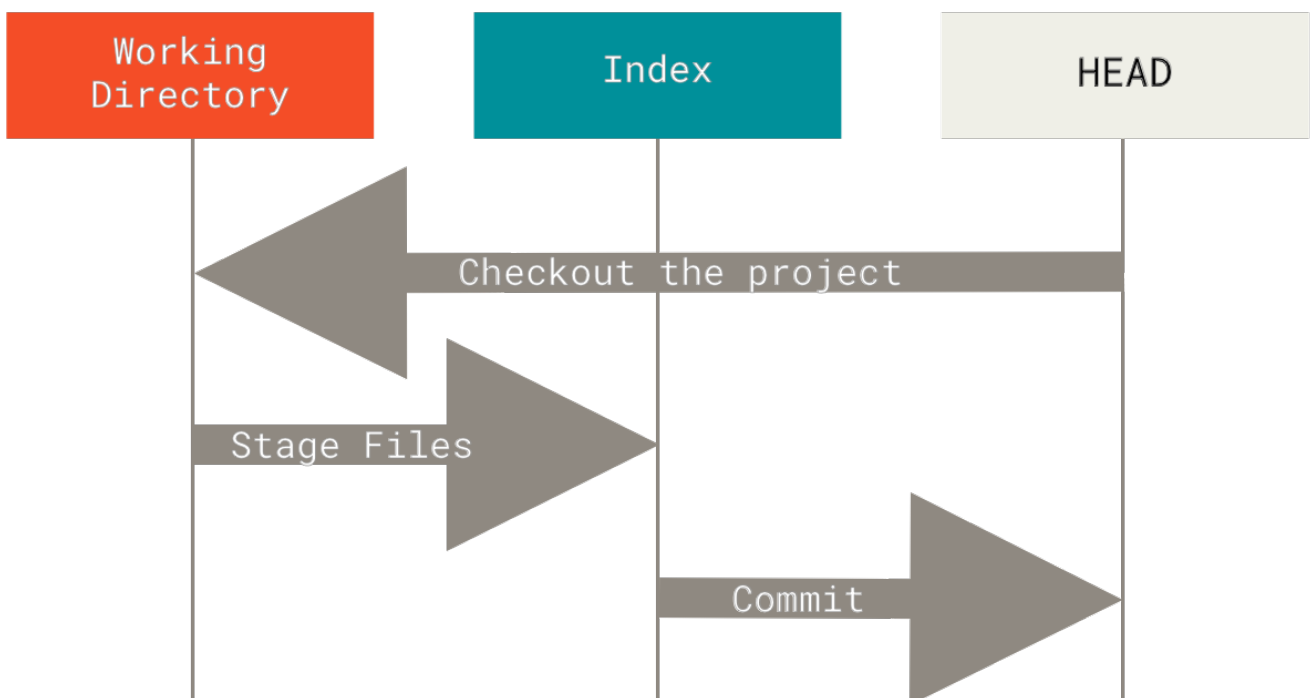 Working
Directory
Index
HEAD
Checkout the project
Stage Files
Commit